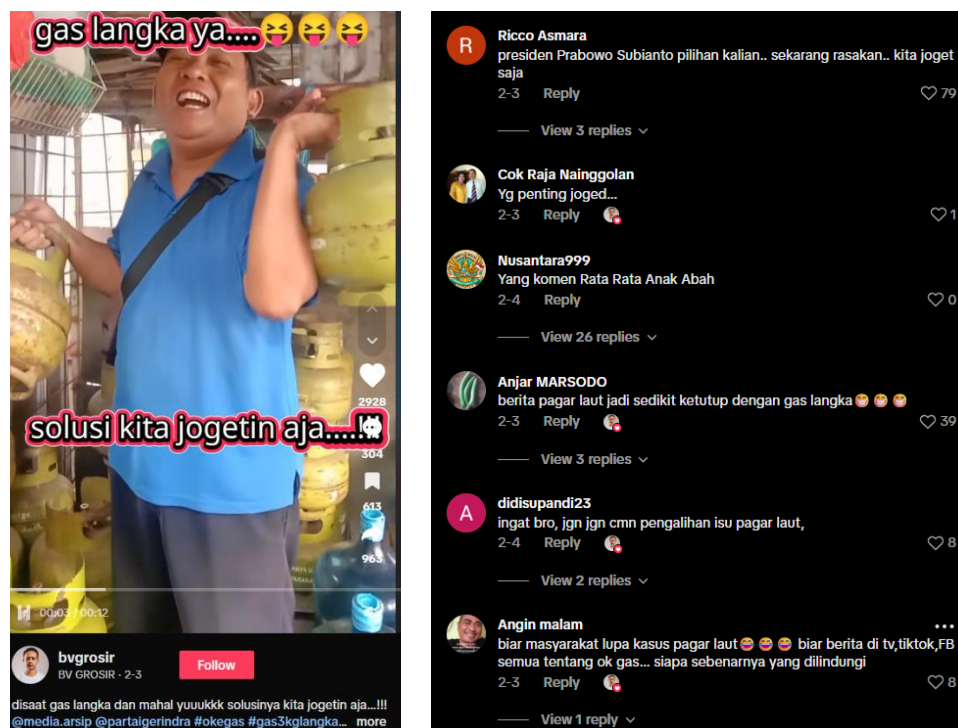 gas langka ya....😝😝😝
solusi kita jogetin aja.....!!!
2928
304
613
963
00:03 / 00:12
bvgrosir
BV GROSIR · 2-3
Follow
disaat gas langka dan mahal yuuukkk solusinya kita jogetin aja...!!!
@media.arsip @partaigerindra #okegas #gas3kglangka... more
R
Ricco Asmara
presiden Prabowo Subianto pilihan kalian.. sekarang rasakan.. kita joget
saja
2-3 Reply 79
View 3 replies
Cok Raja Nainggolan
Yg penting joged...
2-3 Reply 1
Nusantara999
Yang komen Rata Rata Anak Abah
2-4 Reply 0
View 26 replies
Anjar MARSODO
berita pagar laut jadi sedikit ketutup dengan gas langka😁😁😁
2-3 Reply 39
View 3 replies
A
didisupandi23
ingat bro, jgn jgn cmn pengalihan isu pagar laut,
2-4 Reply 8
View 2 replies
Angin malam
biar masyarakat lupa kasus pagar laut😂😂😂 biar berita di tv,tiktok,FB
semua tentang ok gas... siapa sebenarnya yang dilindungi
2-3 Reply 8
View 1 reply